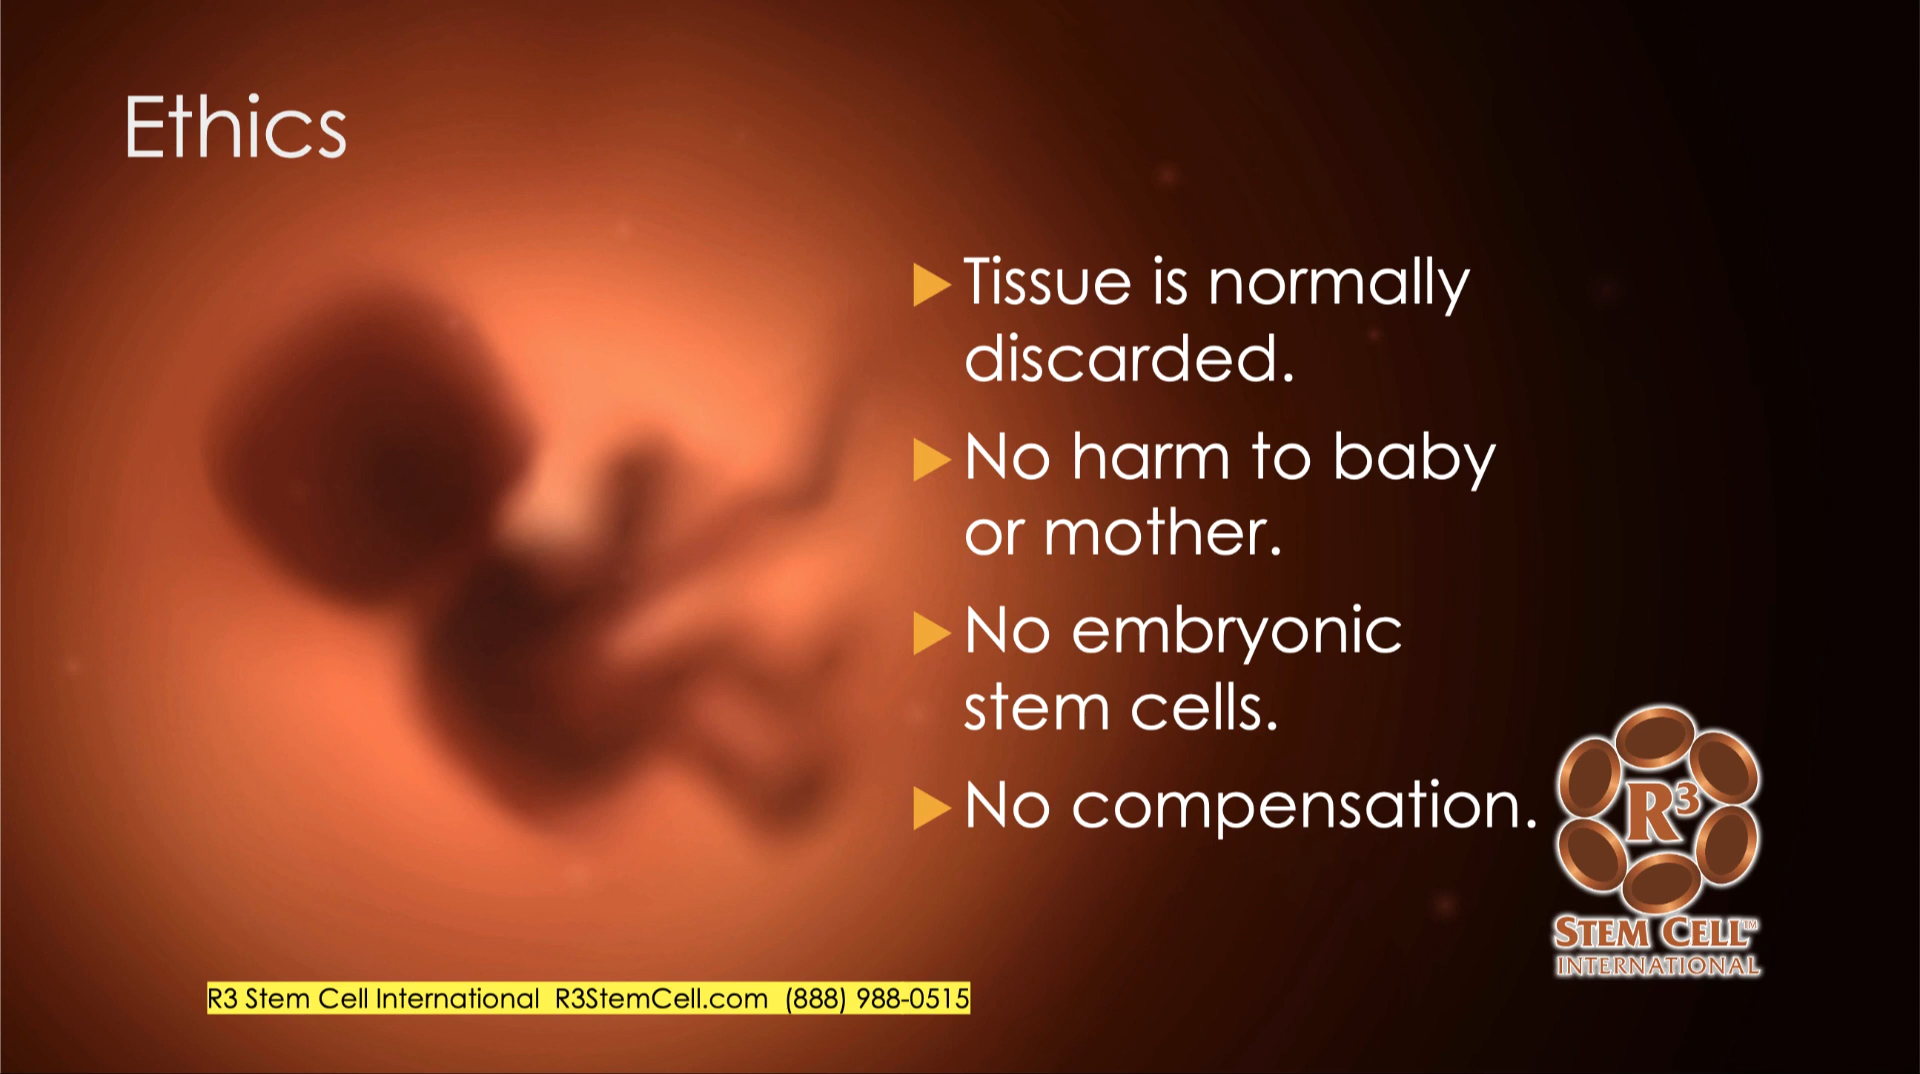 Ethics
Tissue is normally
discarded.
No harm to baby
or mother.
No embryonic
stem cells.
No compensation.
R3
STEM CELL™
INTERNATIONAL
R3 Stem Cell International  R3StemCell.com  (888) 988-0515